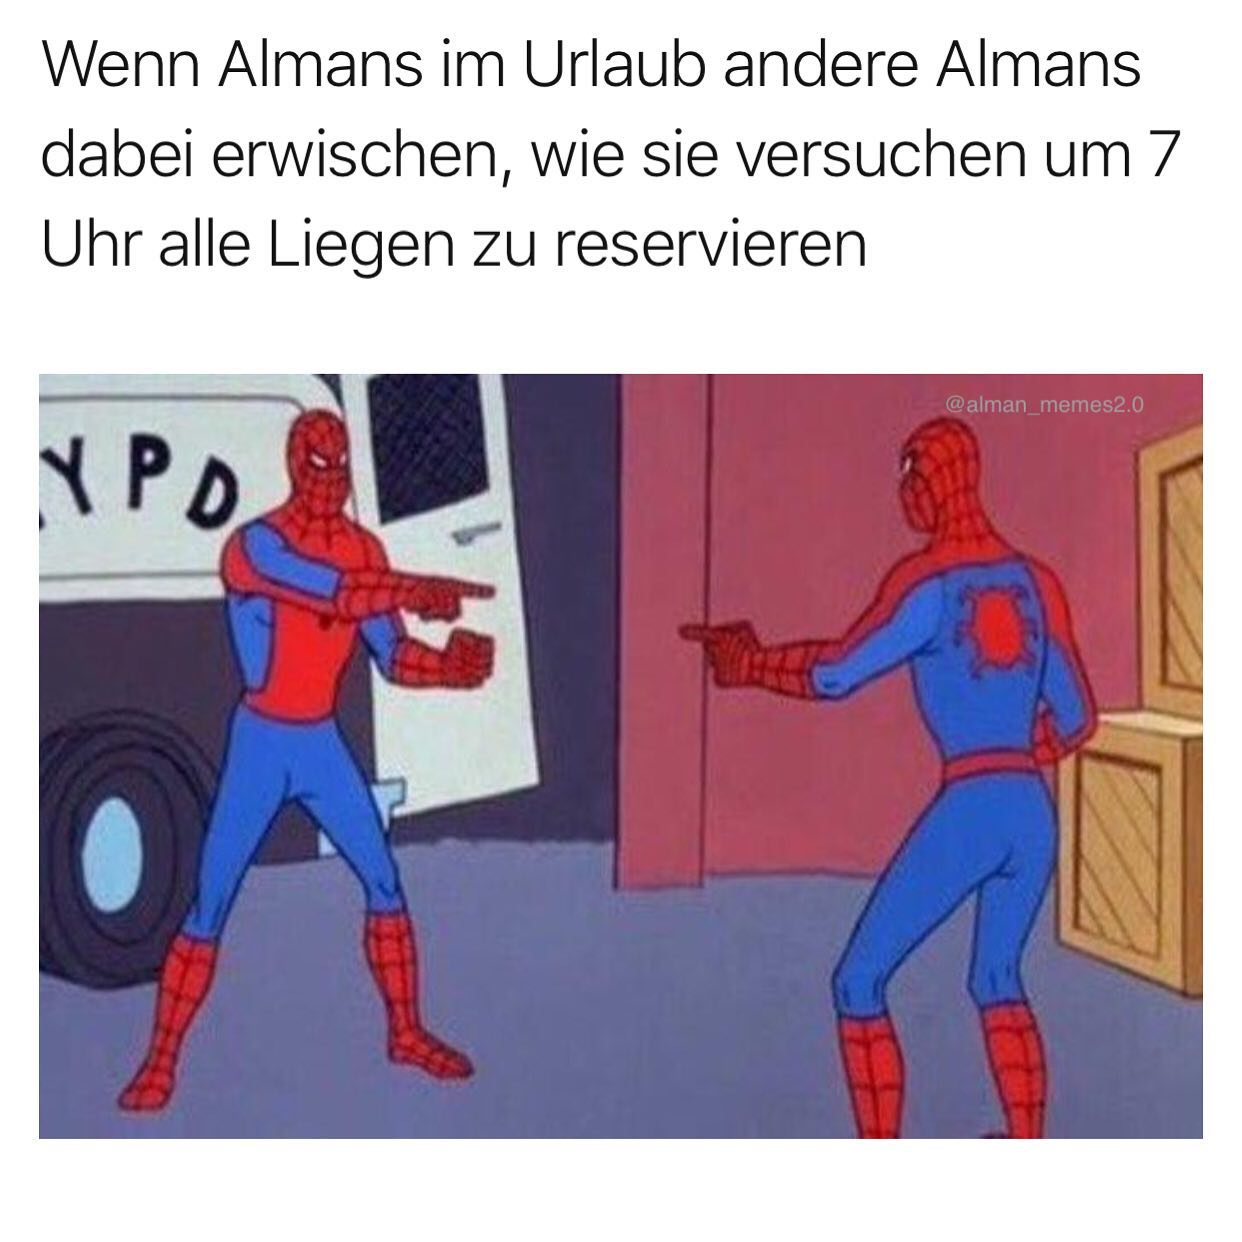 Wenn Almans im Urlaub andere Almans
dabei erwischen, wie sie versuchen um 7
Uhr alle Liegen zu reservieren
@alman_memes2.0
YPD